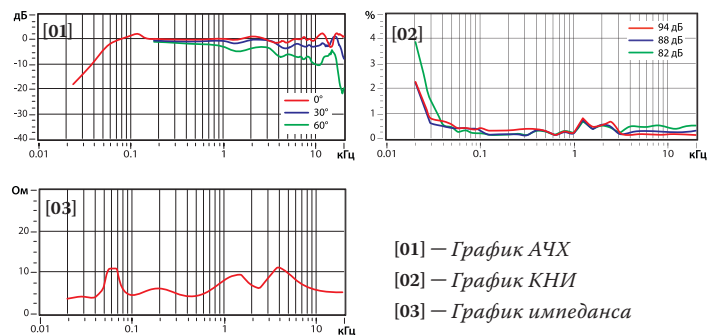 дБ
[01]
0
-10
-20
-30
-40
0°
30°
60°
0.01
0.1
1
10
кГц
%
[02]
4
3
2
1
0
94 дБ
88 дБ
82 дБ
0.01
0.1
1
10
кГц
Ом
[03]
20
10
0
0.01
0.1
1
10
кГц
[01] — График АЧХ
[02] — График КНИ
[03] — График импеданса